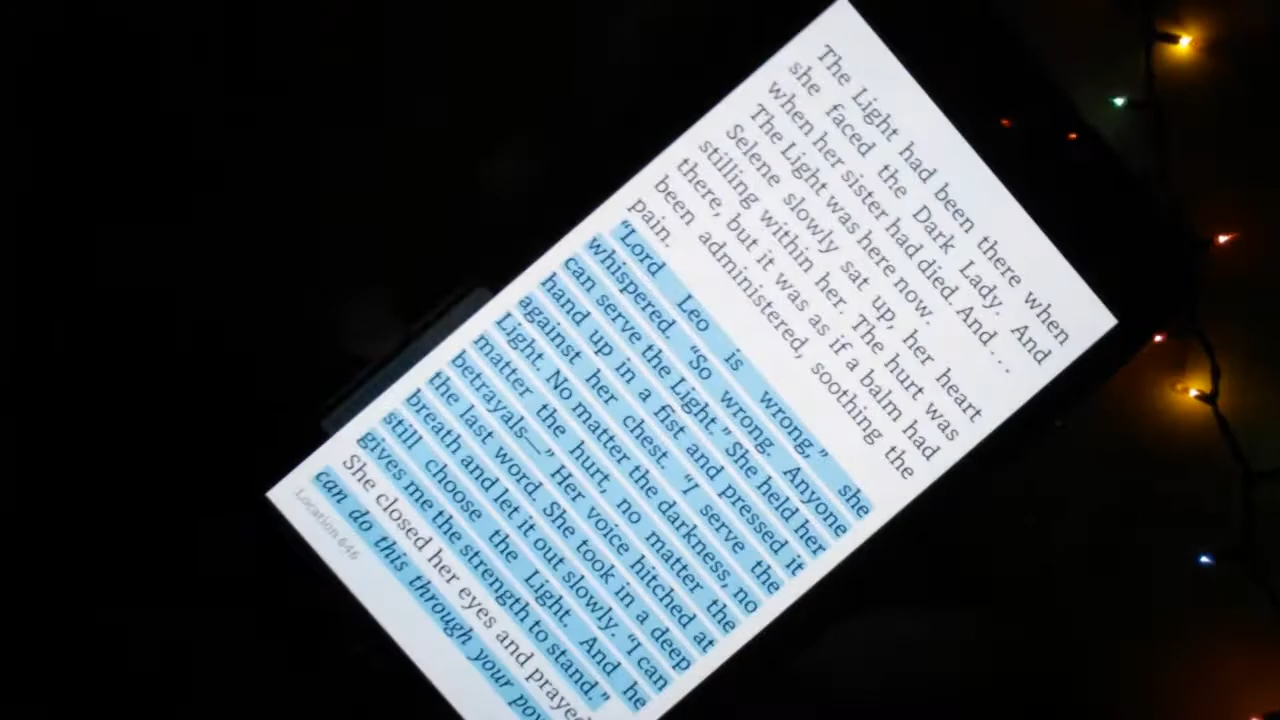 The Light had been there when
she faced the Dark Lady. And
when her sister had died. And...
The Light was here now.
Selene slowly sat up, her heart
stilling within her. The hurt was
there, but it was as if a balm had
been administered, soothing the
pain.
“Lord Leo is wrong,” she
whispered. “So wrong. Anyone
can serve the Light.” She held her
hand up in a fist and pressed it
against her chest. “I serve the
Light. No matter the darkness, no
matter the hurt, no matter the
betrayals—” Her voice hitched at
the last word. She took in a deep
breath and let it out slowly. “I can
still choose the Light. And he
gives me the strength to stand.”
She closed her eyes and prayed
can do this through your
Location 646